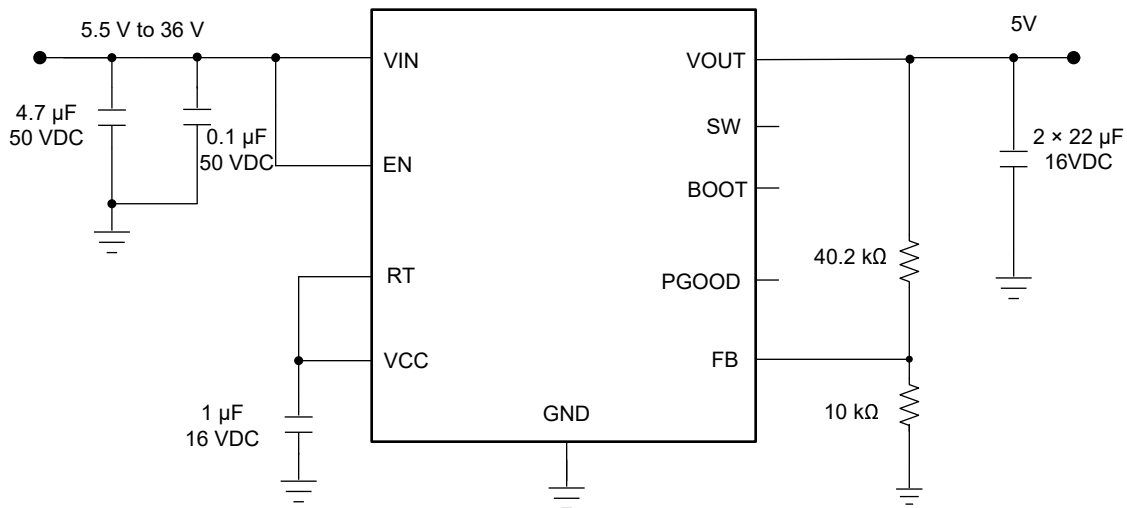 5.5 V to 36 V
5V
VIN
VOUT
4.7 µF
50 VDC
0.1 µF
50 VDC
SW
2 × 22 µF
16VDC
EN
BOOT
40.2 kΩ
RT
PGOOD
VCC
FB
1 µF
16 VDC
GND
10 kΩ